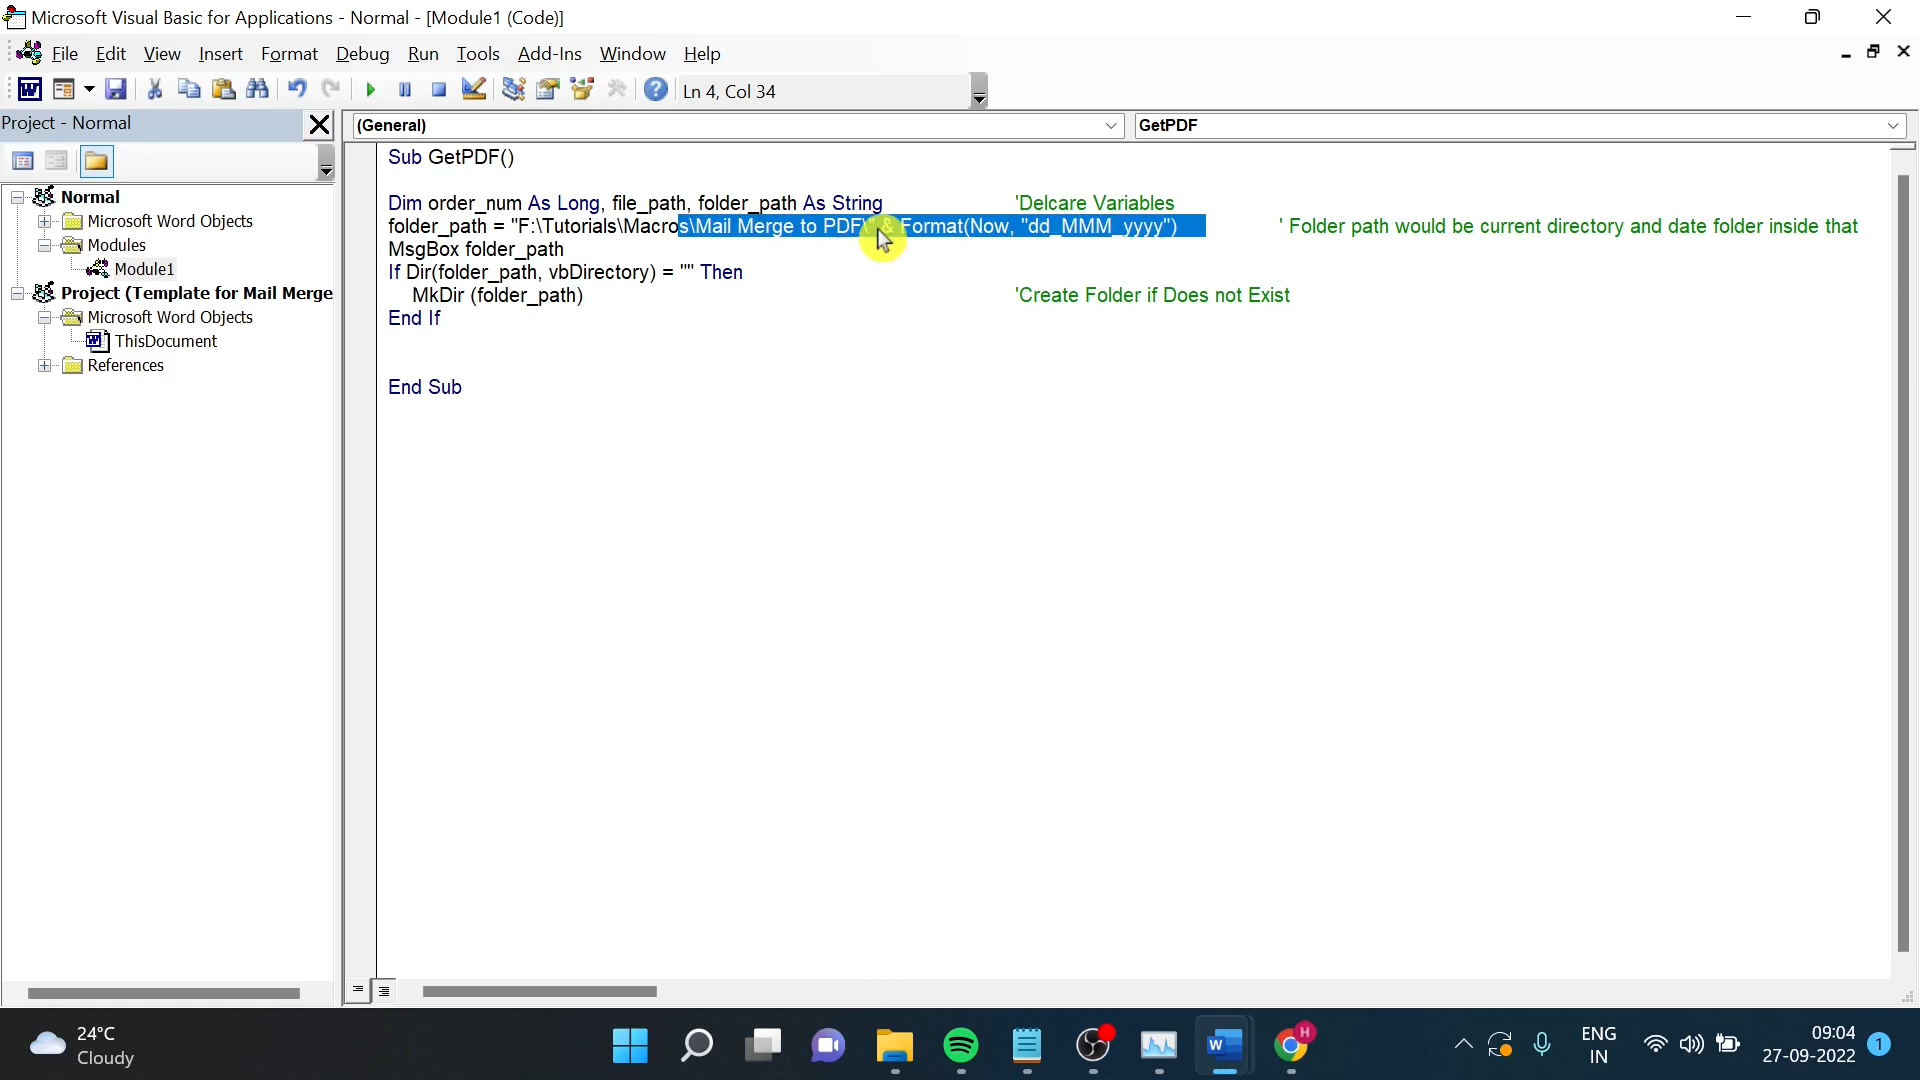 Microsoft Visual Basic for Applications - Normal - [Module1 (Code)]
File Edit View Insert Format Debug Run Tools Add-Ins Window Help
Ln 4, Col 34
Project - Normal
(General)
GetPDF
Normal
Microsoft Word Objects
Modules
Module1
Project (Template for Mail Merge
Microsoft Word Objects
ThisDocument
References
Sub GetPDF()
Dim order_num As Long, file_path, folder_path As String 'Delcare Variables
folder_path = "F:\Tutorials\Macros\Mail Merge to PDF\" & Format(Now, "dd_MMM_yyyy") ' Folder path would be current directory and date folder inside that
MsgBox folder_path
If Dir(folder_path, vbDirectory) = "" Then
MkDir (folder_path) 'Create Folder if Does not Exist
End If
End Sub
24°C
Cloudy
H
ENG
IN
09:04
27-09-2022
1